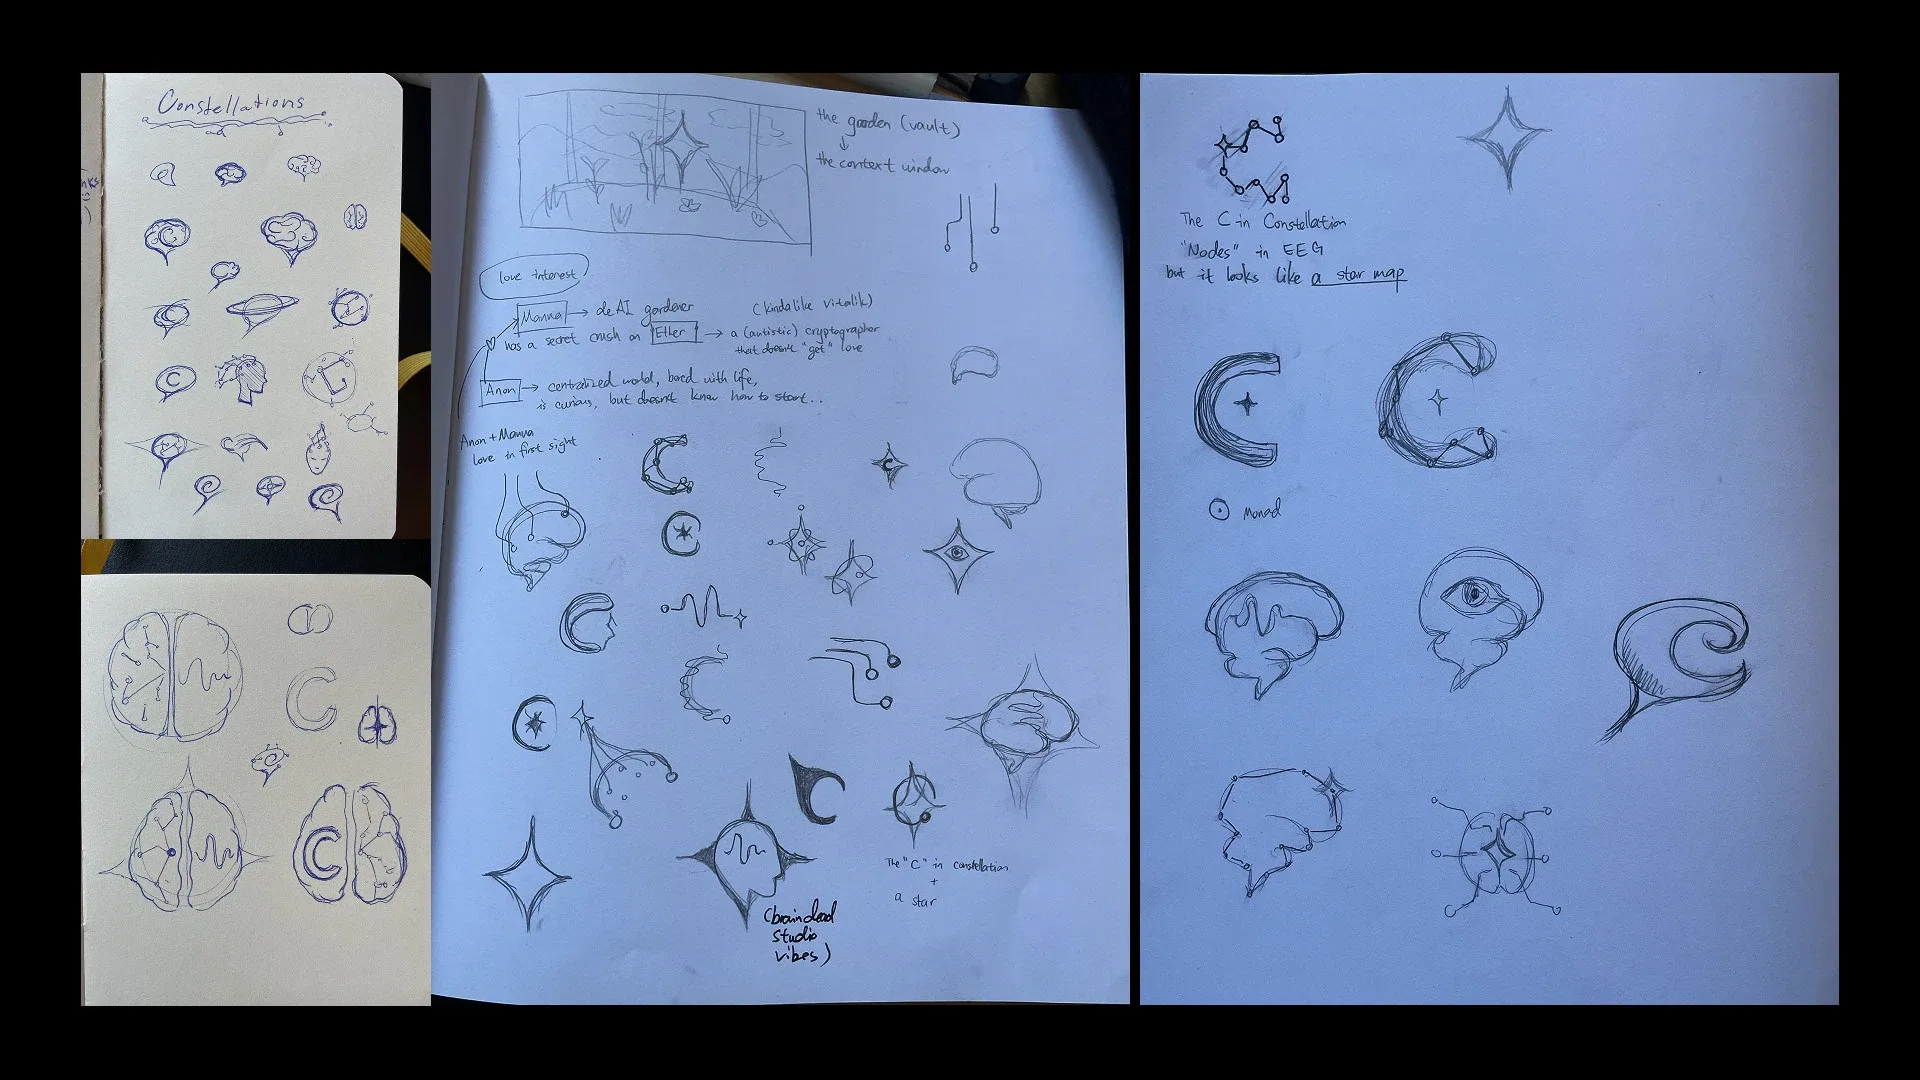 Constellations
the garden (vault)
↓
the context window
love interest
Manna → deAI gardener
(kinda like Vitalik)
has a secret crush on Ether → a (autistic) cryptographer
that doesn't "get" love
Anon → centralized world, bored with life,
is curious, but doesn't know how to start...
Anon + Manna
love in first sight
The "C" in constellation
+
a star
(braindead
studio
vibes)
The C in Constellation
"Nodes" in EEG
but it looks like a star map
Monad